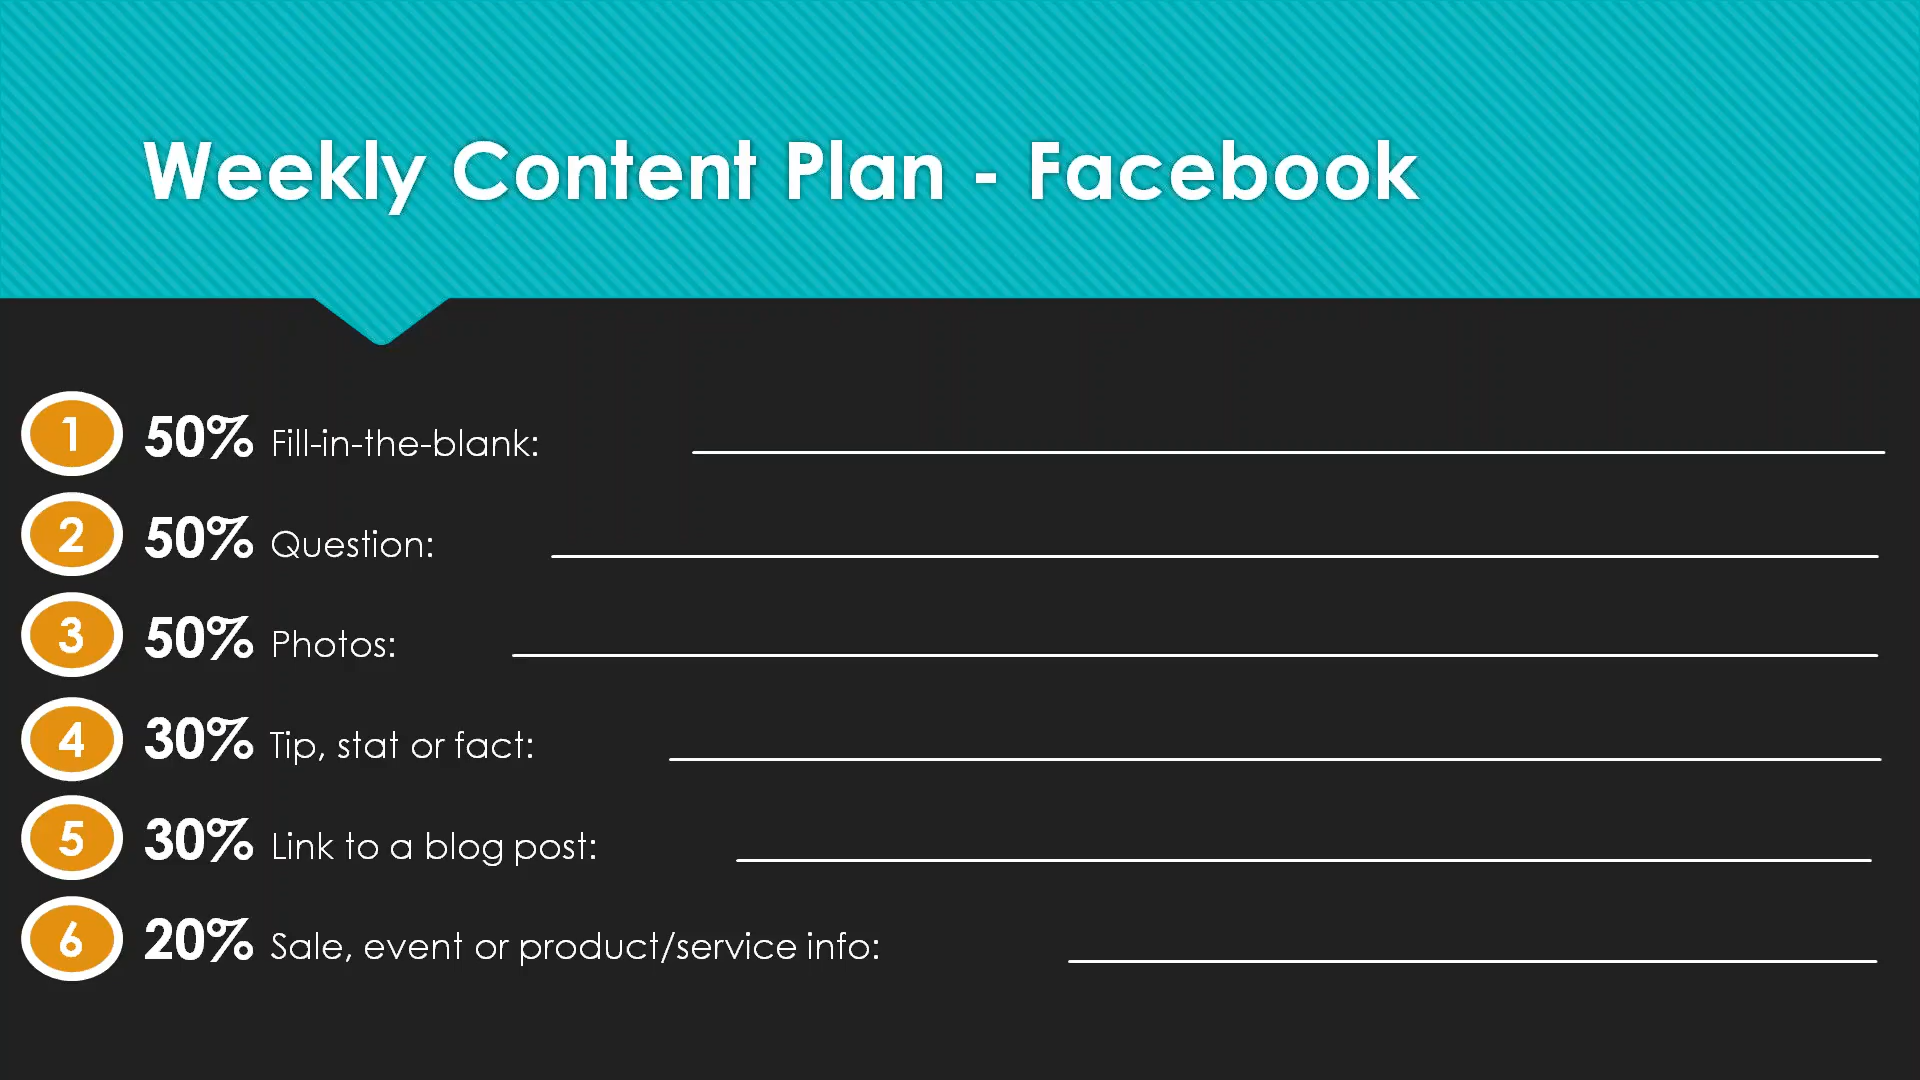 Weekly Content Plan - Facebook
1 50% Fill-in-the-blank:
2 50% Question:
3 50% Photos:
4 30% Tip, stat or fact:
5 30% Link to a blog post:
6 20% Sale, event or product/service info: